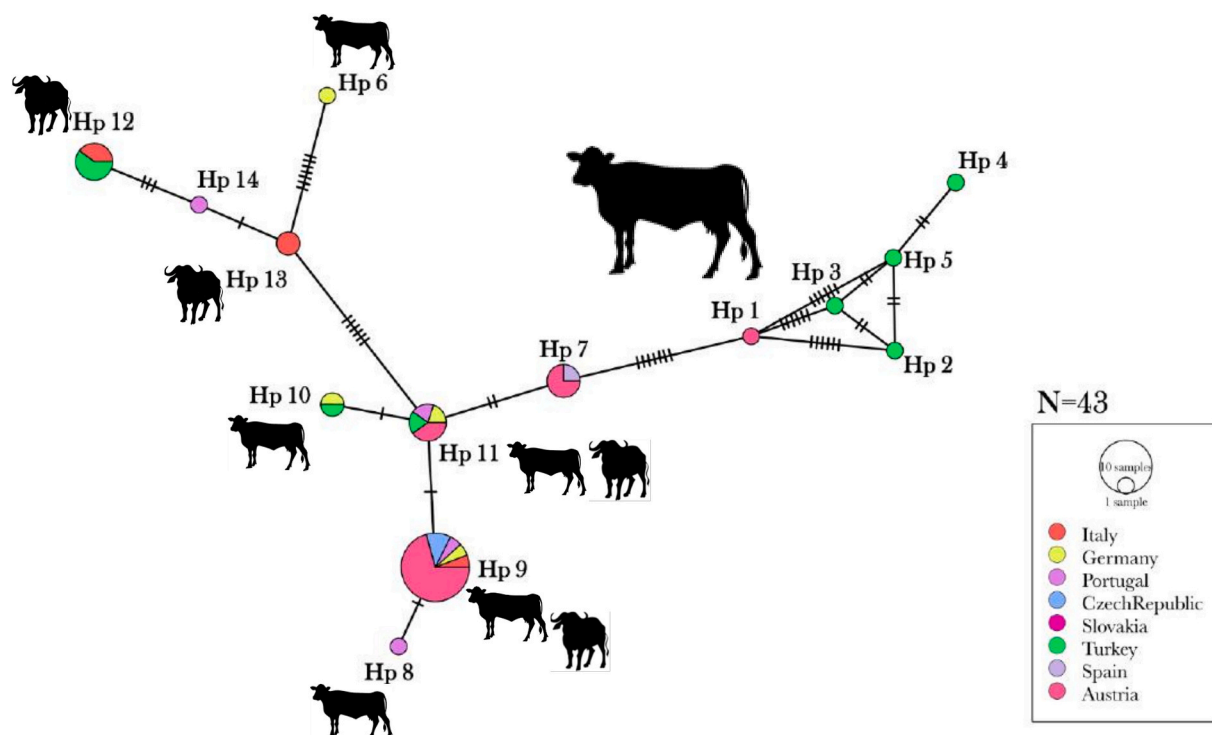 Hp 6
Hp 12
Hp 14
Hp 4
Hp 13
Hp 3
Hp 5
Hp 1
Hp 2
Hp 7
Hp 10
Hp 11
Hp 9
Hp 8
N=43
10 samples
1 sample
Italy
Germany
Portugal
CzechRepublic
Slovakia
Turkey
Spain
Austria